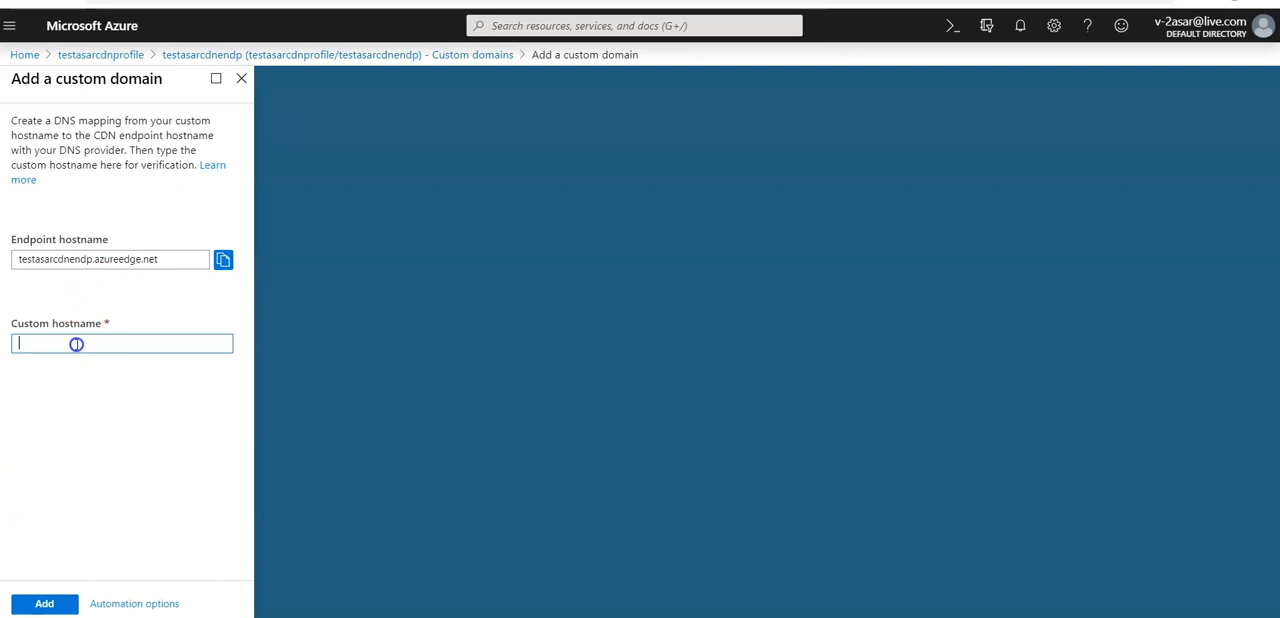 Microsoft Azure
Search resources, services, and docs (G+/)
v-2asar@live.com
DEFAULT DIRECTORY
Home > testasarcdnprofile > testasarcdnendp (testasarcdnprofile/testasarcdnendp) - Custom domains > Add a custom domain
Add a custom domain
Create a DNS mapping from your custom
hostname to the CDN endpoint hostname
with your DNS provider. Then type the
custom hostname here for verification. Learn
more
Endpoint hostname
testasarcdnendp.azureedge.net
Custom hostname *
Add
Automation options